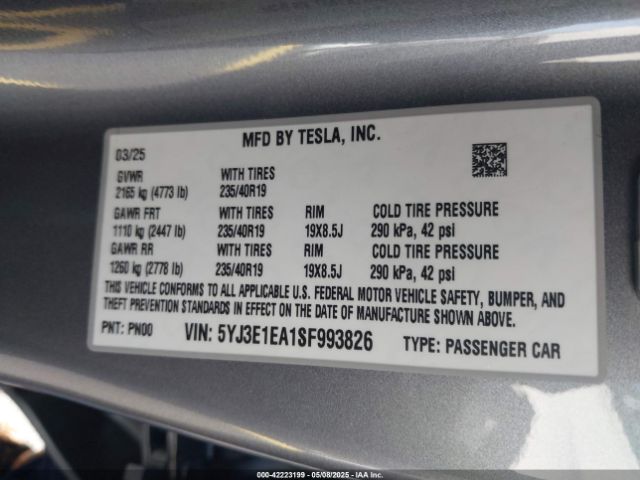 MFD BY TESLA, INC.
03/25
GVWR WITH TIRES
2165 kg (4773 lb) 235/40R19
GAWR FRT WITH TIRES RIM COLD TIRE PRESSURE
1110 kg (2447 lb) 235/40R19 19X8.5J 290 kPa, 42 psi
GAWR RR WITH TIRES RIM COLD TIRE PRESSURE
1260 kg (2778 lb) 235/40R19 19X8.5J 290 kPa, 42 psi
THIS VEHICLE CONFORMS TO ALL APPLICABLE U.S. FEDERAL MOTOR VEHICLE SAFETY, BUMPER, AND
THEFT PREVENTION STANDARDS IN EFFECT ON THE DATE OF MANUFACTURE SHOWN ABOVE.
PNT: PN00 VIN: 5YJ3E1EA1SF993826 TYPE: PASSENGER CAR
000-42223199 (purchaser) 05/08/2025 - IAA Inc.